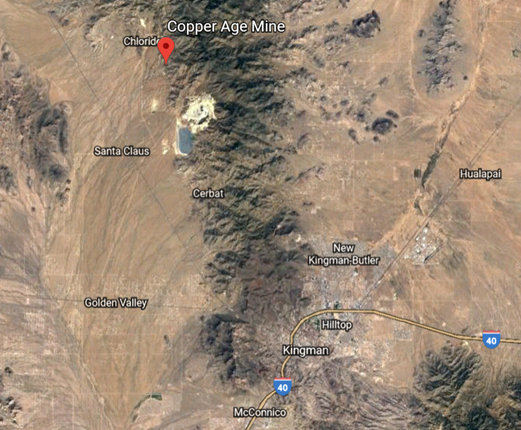 Copper Age Mine
Chloride
Santa Claus
Hualapai
Cerbat
New
Kingman-Butler
Golden Valley
Hilltop
40
Kingman
40
McConnico